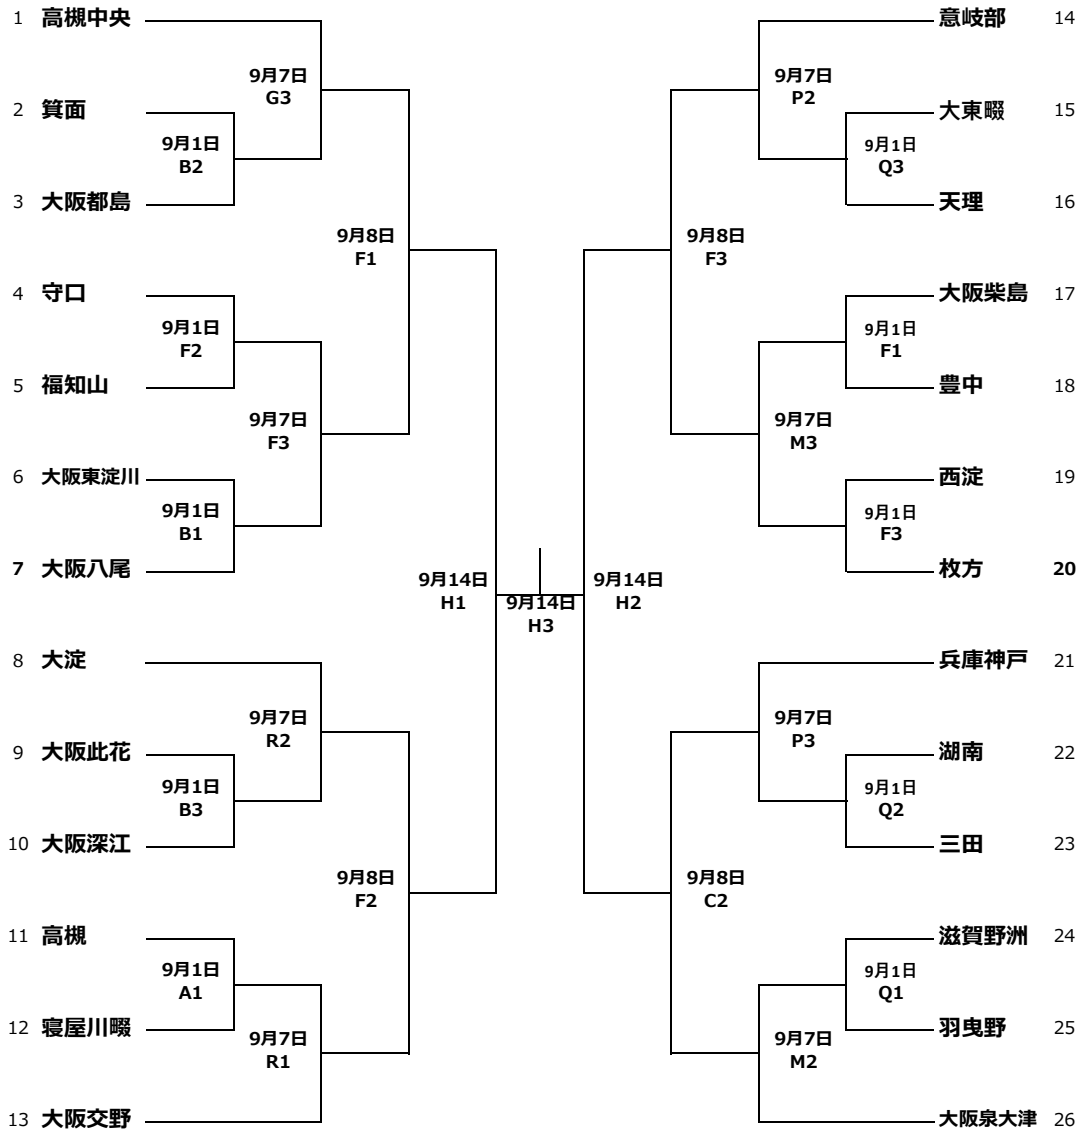 1 高槻中央
9月7日
G3
2 箕面
9月1日
B2
3 大阪都島
9月8日
F1
4 守口
9月1日
F2
5 福知山
9月7日
F3
6 大阪東淀川
9月1日
B1
7 大阪八尾
9月14日
H1
8 大淀
9月7日
R2
9 大阪此花
9月1日
B3
10 大阪深江
9月8日
F2
11 高槻
9月1日
A1
12 寝屋川畷
9月7日
R1
13 大阪交野
9月14日
H3
意岐部 14
9月7日
P2
大東畷 15
9月1日
Q3
天理 16
9月8日
F3
大阪柴島 17
9月1日
F1
豊中 18
9月7日
M3
西淀 19
9月1日
F3
枚方 20
9月14日
H2
兵庫神戸 21
9月7日
P3
湖南 22
9月1日
Q2
三田 23
9月8日
C2
滋賀野洲 24
9月1日
Q1
羽曳野 25
9月7日
M2
大阪泉大津 26